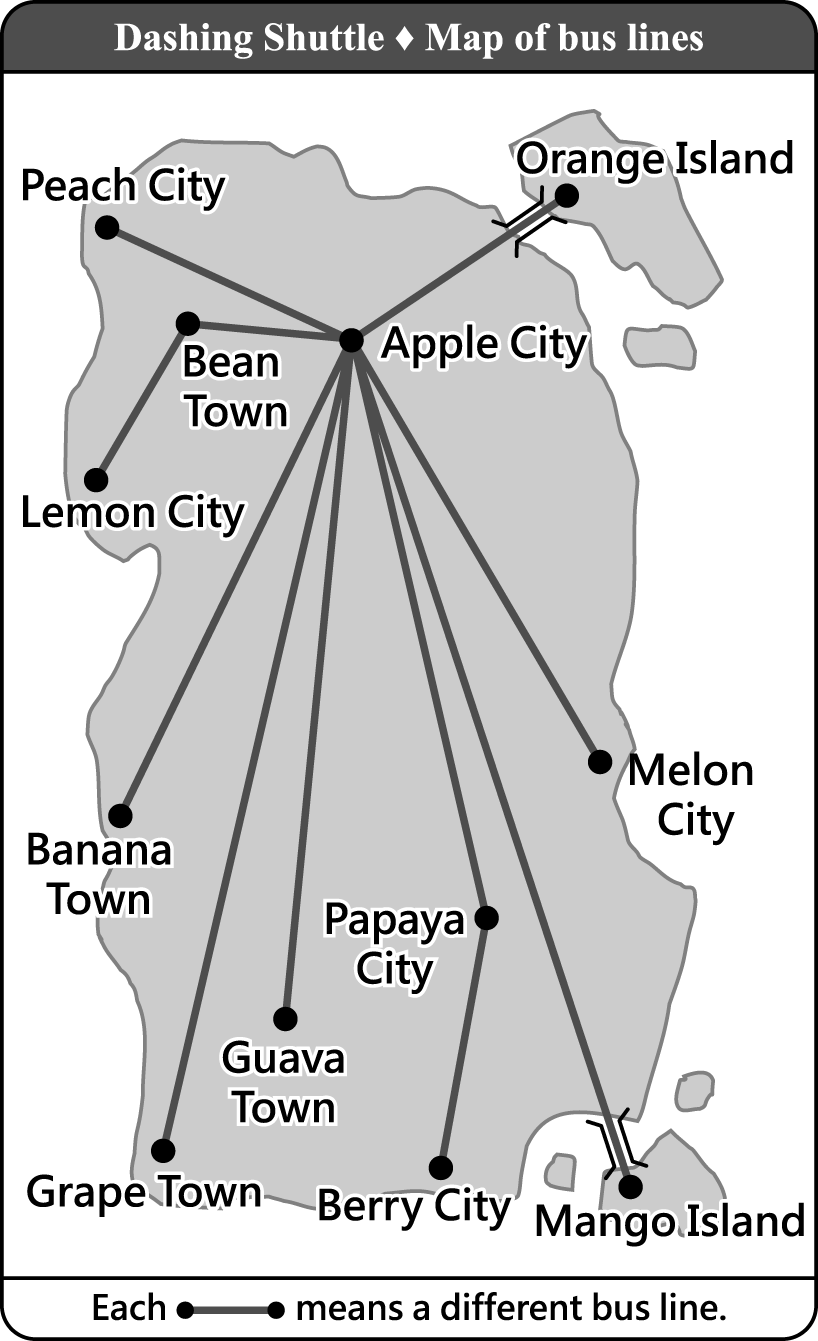 Dashing Shuttle ♦ Map of bus lines
Orange Island
Peach City
Apple City
Bean
Town
Lemon City
Melon
City
Banana
Town
Papaya
City
Guava
Town
Grape Town
Berry City
Mango Island
Each means a different bus line.